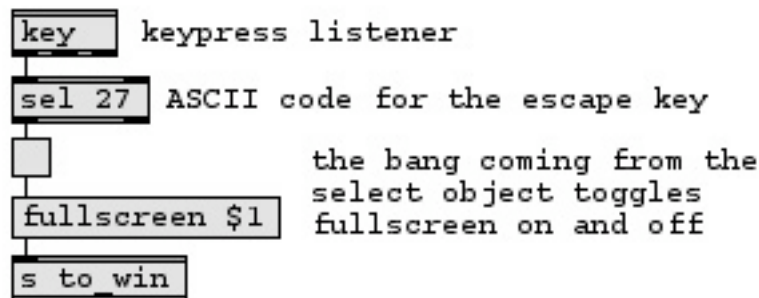 key keypress listener
sel 27 ASCII code for the escape key
the bang coming from the
select object toggles
fullscreen $1 fullscreen on and off
s to_win